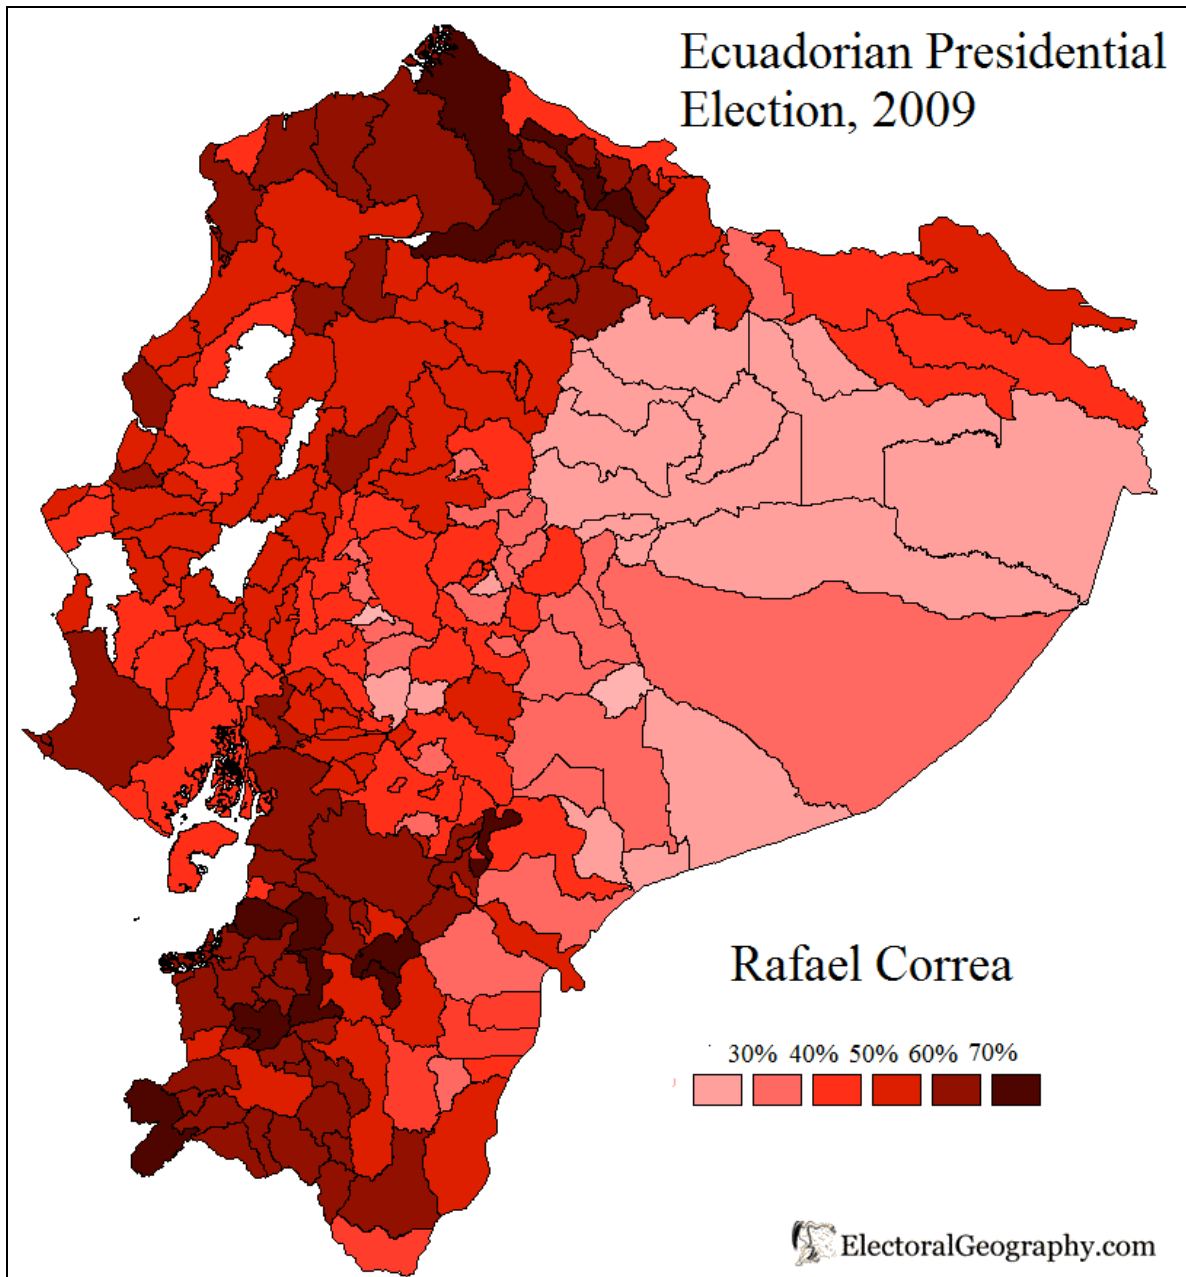 Ecuadorian Presidential
Election, 2009
Rafael Correa
30% 40% 50% 60% 70%
ElectoralGeography.com